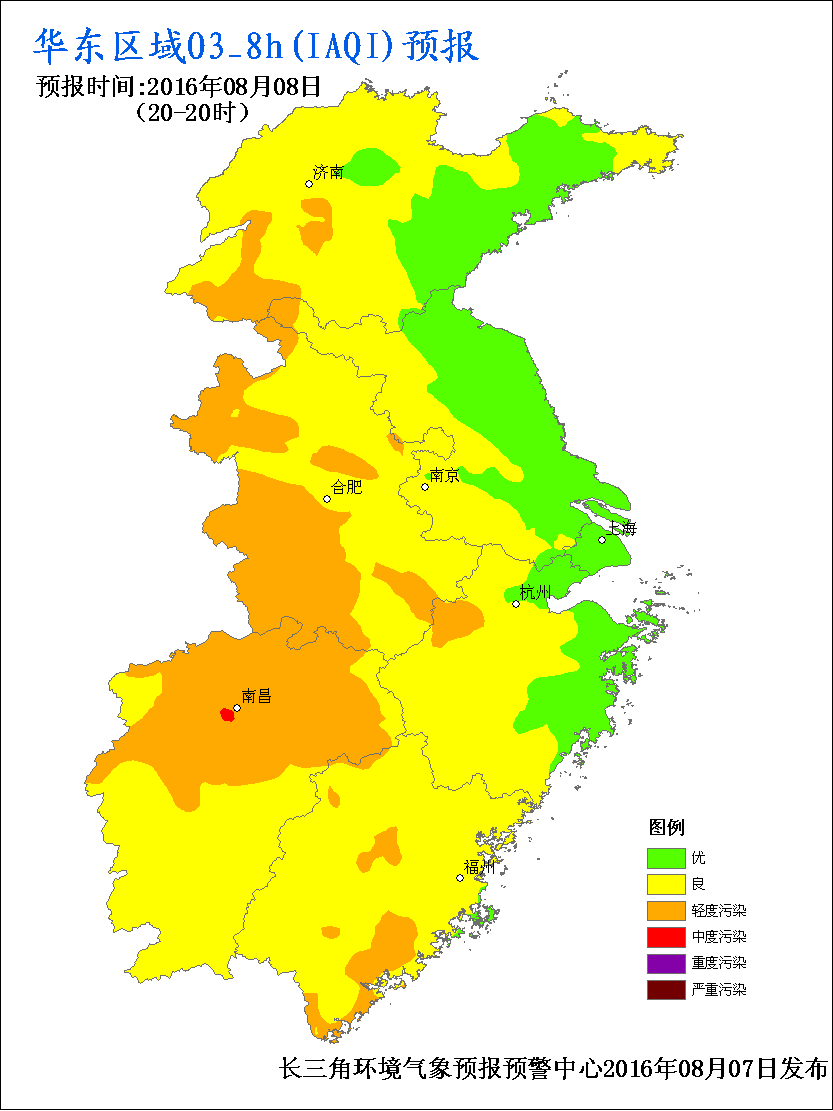 华东区域O3_8h(IAQI)预报
预报时间:2016年08月08日
(20-20时)
济南
合肥
南京
上海
杭州
南昌
福州
图例
优
良
轻度污染
中度污染
重度污染
严重污染
长三角环境气象预报预警中心2016年08月07日发布